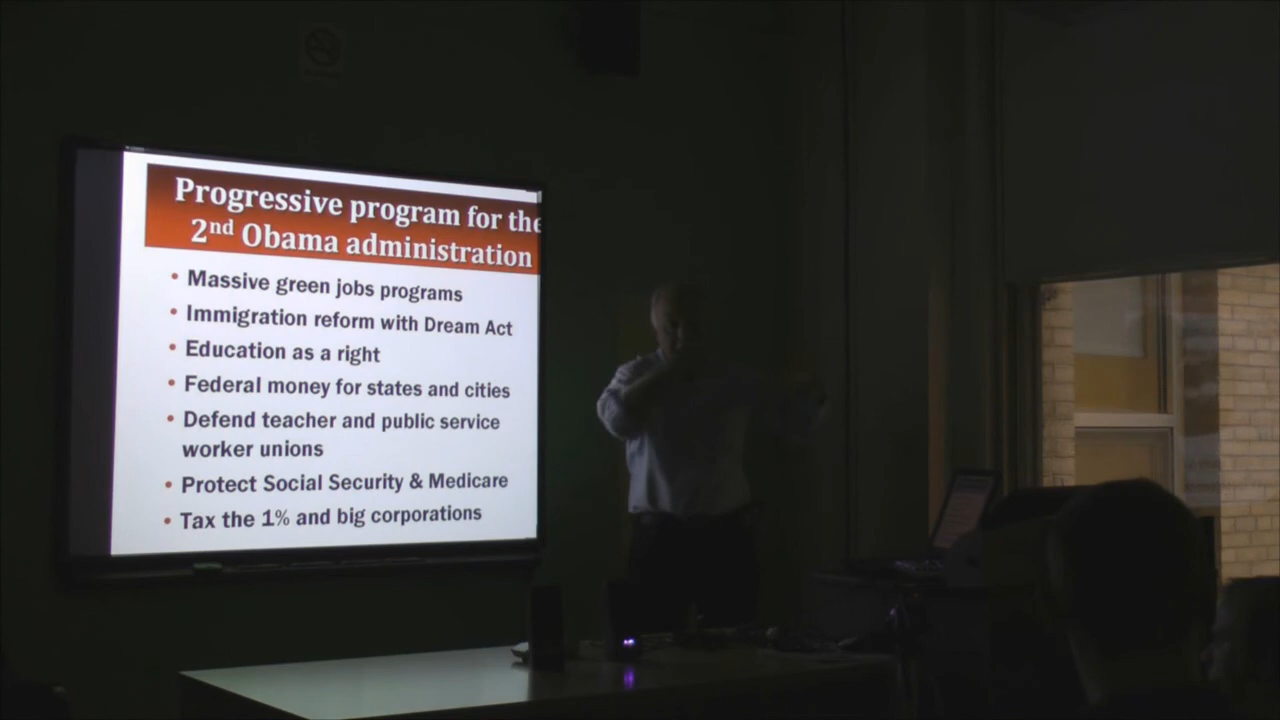 Progressive program for the
2nd Obama administration
• Massive green jobs programs
• Immigration reform with Dream Act
• Education as a right
• Federal money for states and cities
• Defend teacher and public service
worker unions
• Protect Social Security & Medicare
• Tax the 1% and big corporations